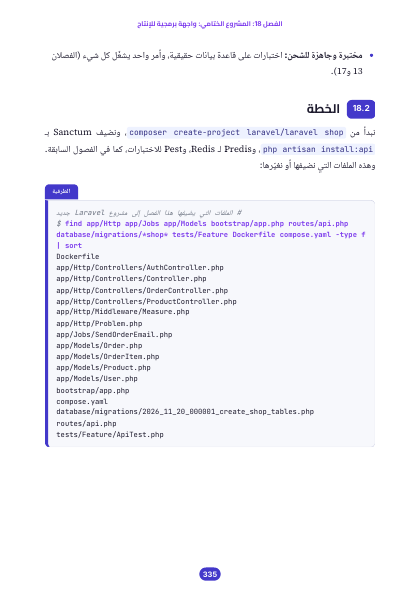 الفصل 18: المشروع الختامي: واجهة برمجية للإنتاج
• مختبرة وجاهزة للشحن: اختبارات على قاعدة بيانات حقيقية، وأمر واحد يشغّل كل شيء (الفصلان
13 و17).
18.2 الخطة
نبدأ من composer create-project laravel/laravel shop، ونضيف Sanctum بـ
php artisan install:api، وPredis لـ Redis، وPest للاختبارات، كما في الفصول السابقة.
وهذه الملفات التي نضيفها أو نغيّرها:
الطرفية
# الملفات التي يضيفها هذا الفصل إلى مشروع Laravel جديد
$ find app/Http app/Jobs app/Models bootstrap/app.php routes/api.php
database/migrations/*shop* tests/Feature Dockerfile compose.yaml -type f
| sort
Dockerfile
app/Http/Controllers/AuthController.php
app/Http/Controllers/Controller.php
app/Http/Controllers/OrderController.php
app/Http/Controllers/ProductController.php
app/Http/Middleware/Measure.php
app/Http/Problem.php
app/Jobs/SendOrderEmail.php
app/Models/Order.php
app/Models/OrderItem.php
app/Models/Product.php
app/Models/User.php
bootstrap/app.php
compose.yaml
database/migrations/2026_11_20_000001_create_shop_tables.php
routes/api.php
tests/Feature/ApiTest.php
335